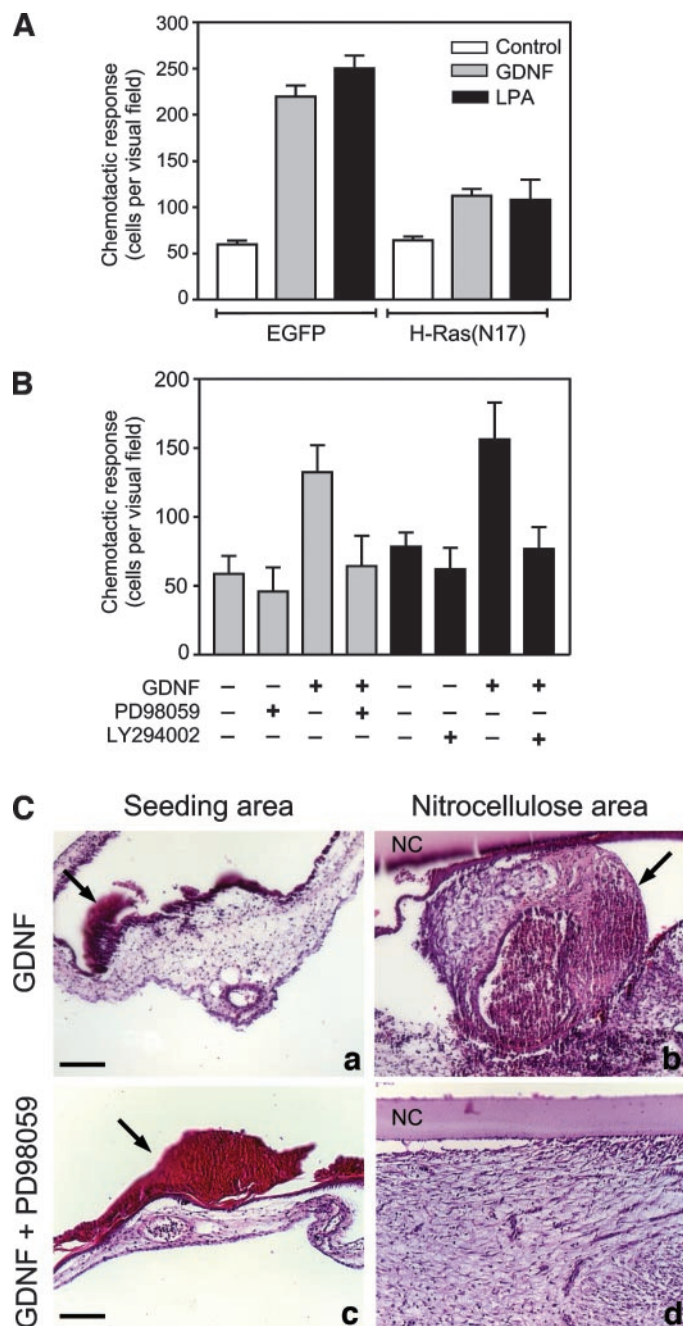 A
Chemotactic response
(cells per visual field)
300
250
200
150
100
50
0
Control
GDNF
LPA
EGFP
H-Ras(N17)
B
Chemotactic response
(cells per visual field)
200
150
100
50
0
GDNF − − + + − − + +
PD98059 − + − + − − − −
LY294002 − − − − − + − +
C
Seeding area
Nitrocellulose area
GDNF
a
NC
b
GDNF + PD98059
c
NC
d